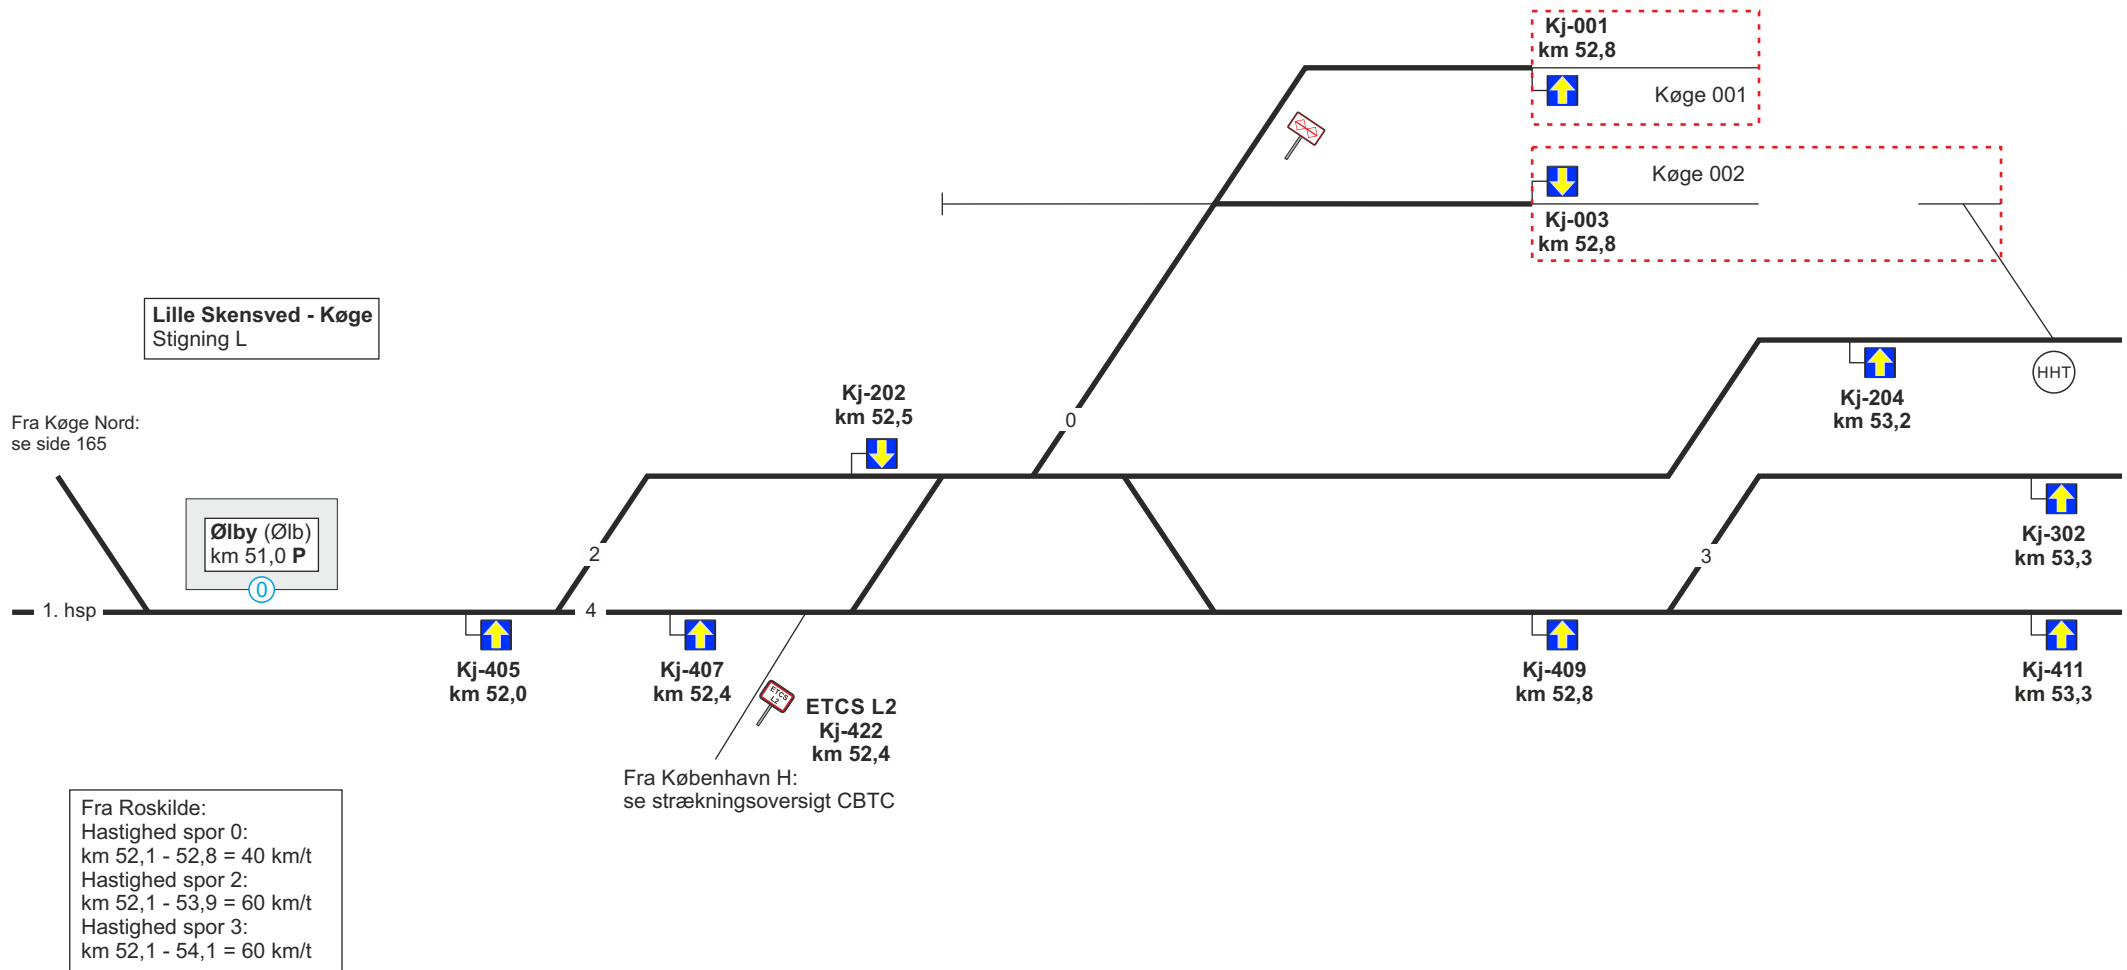 Kj-001
km 52,8
Køge 001
Køge 002
Kj-003
km 52,8
Lille Skensved - Køge
Stigning L
Kj-202
km 52,5
0
Kj-204
km 53,2
HHT
Fra Køge Nord:
se side 165
Ølby (Ølb)
km 51,0 P
0
2
3
Kj-302
km 53,3
1. hsp
4
Kj-405
km 52,0
Kj-407
km 52,4
ETCS
L2
ETCS L2
Kj-422
km 52,4
Kj-409
km 52,8
Kj-411
km 53,3
Fra København H:
se strækningsoversigt CBTC
Fra Roskilde:
Hastighed spor 0:
km 52,1 - 52,8 = 40 km/t
Hastighed spor 2:
km 52,1 - 53,9 = 60 km/t
Hastighed spor 3:
km 52,1 - 54,1 = 60 km/t